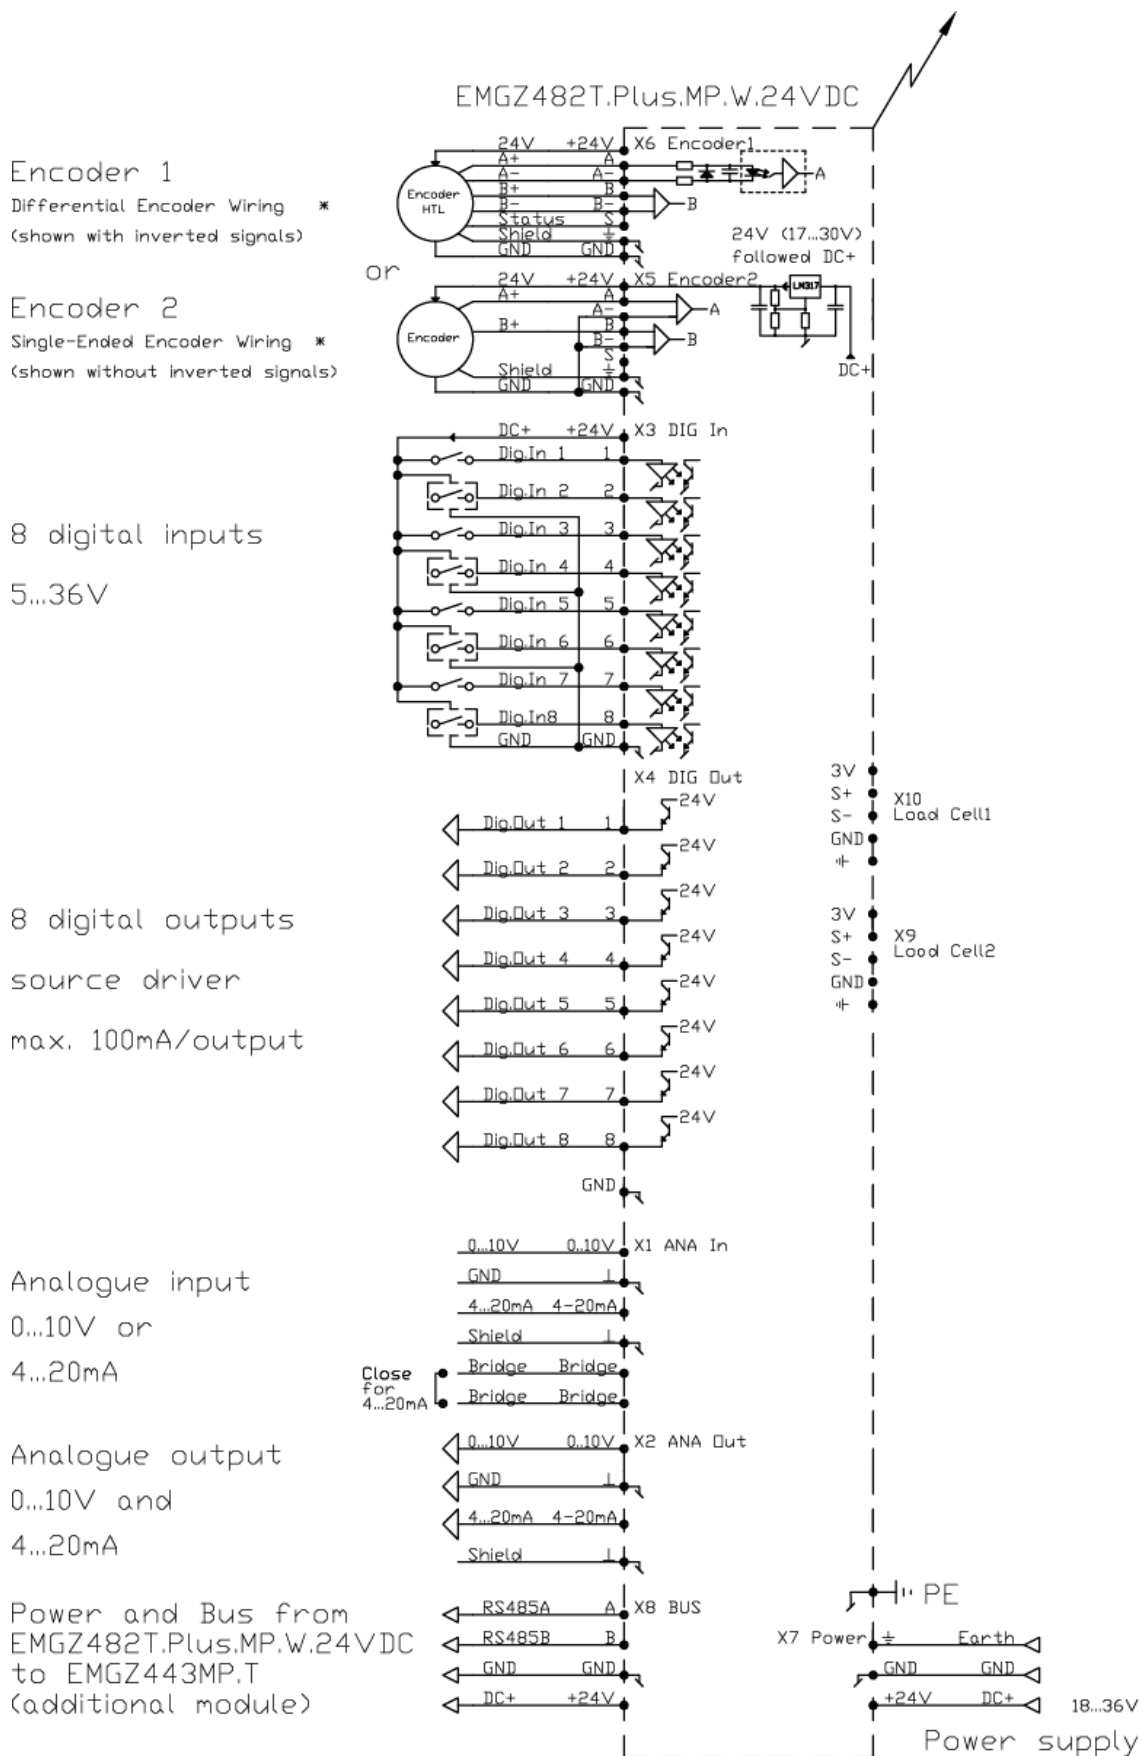 EMGZ482T.Plus.MP.W.24VDC
Encoder 1
Differential Encoder Wiring *
(shown with inverted signals)
Encoder HTL
24V +24V X6 Encoder1
A+ A
A- A- A
B+ B
B- B- B
Status S
Shield
GND GND
24V (17...30V)
followed DC+
or
Encoder 2
Single-Ended Encoder Wiring *
(shown without inverted signals)
Encoder
24V +24V X5 Encoder2
A+ A LM317
A- A
B+ B
B- B
S
Shield DC+
GND GND
8 digital inputs
5...36V
DC+ +24V X3 DIG In
Dig.In 1 1
Dig.In 2 2
Dig.In 3 3
Dig.In 4 4
Dig.In 5 5
Dig.In 6 6
Dig.In 7 7
Dig.In8 8
GND GND
8 digital outputs
source driver
max. 100mA/output
X4 DIG Out
24V
Dig.Out 1 1
24V
Dig.Out 2 2
24V
Dig.Out 3 3
24V
Dig.Out 4 4
24V
Dig.Out 5 5
24V
Dig.Out 6 6
24V
Dig.Out 7 7
24V
Dig.Out 8 8
GND
3V
S+ X10
S- Load Cell1
GND
3V
S+ X9
S- Load Cell2
GND
Analogue input
0...10V or
4...20mA
0...10V 0..10V X1 ANA In
GND
4...20mA 4-20mA
Shield
Close
for
4...20mA
Bridge Bridge
Bridge Bridge
Analogue output
0...10V and
4...20mA
0...10V 0..10V X2 ANA Out
GND
4...20mA 4-20mA
Shield
Power and Bus from
EMGZ482T.Plus.MP.W.24VDC
to EMGZ443MP.T
(additional module)
RS485A A X8 BUS
RS485B B
GND GND
DC+ +24V
PE
X7 Power Earth
GND GND
+24V DC+ 18...36V
Power supply